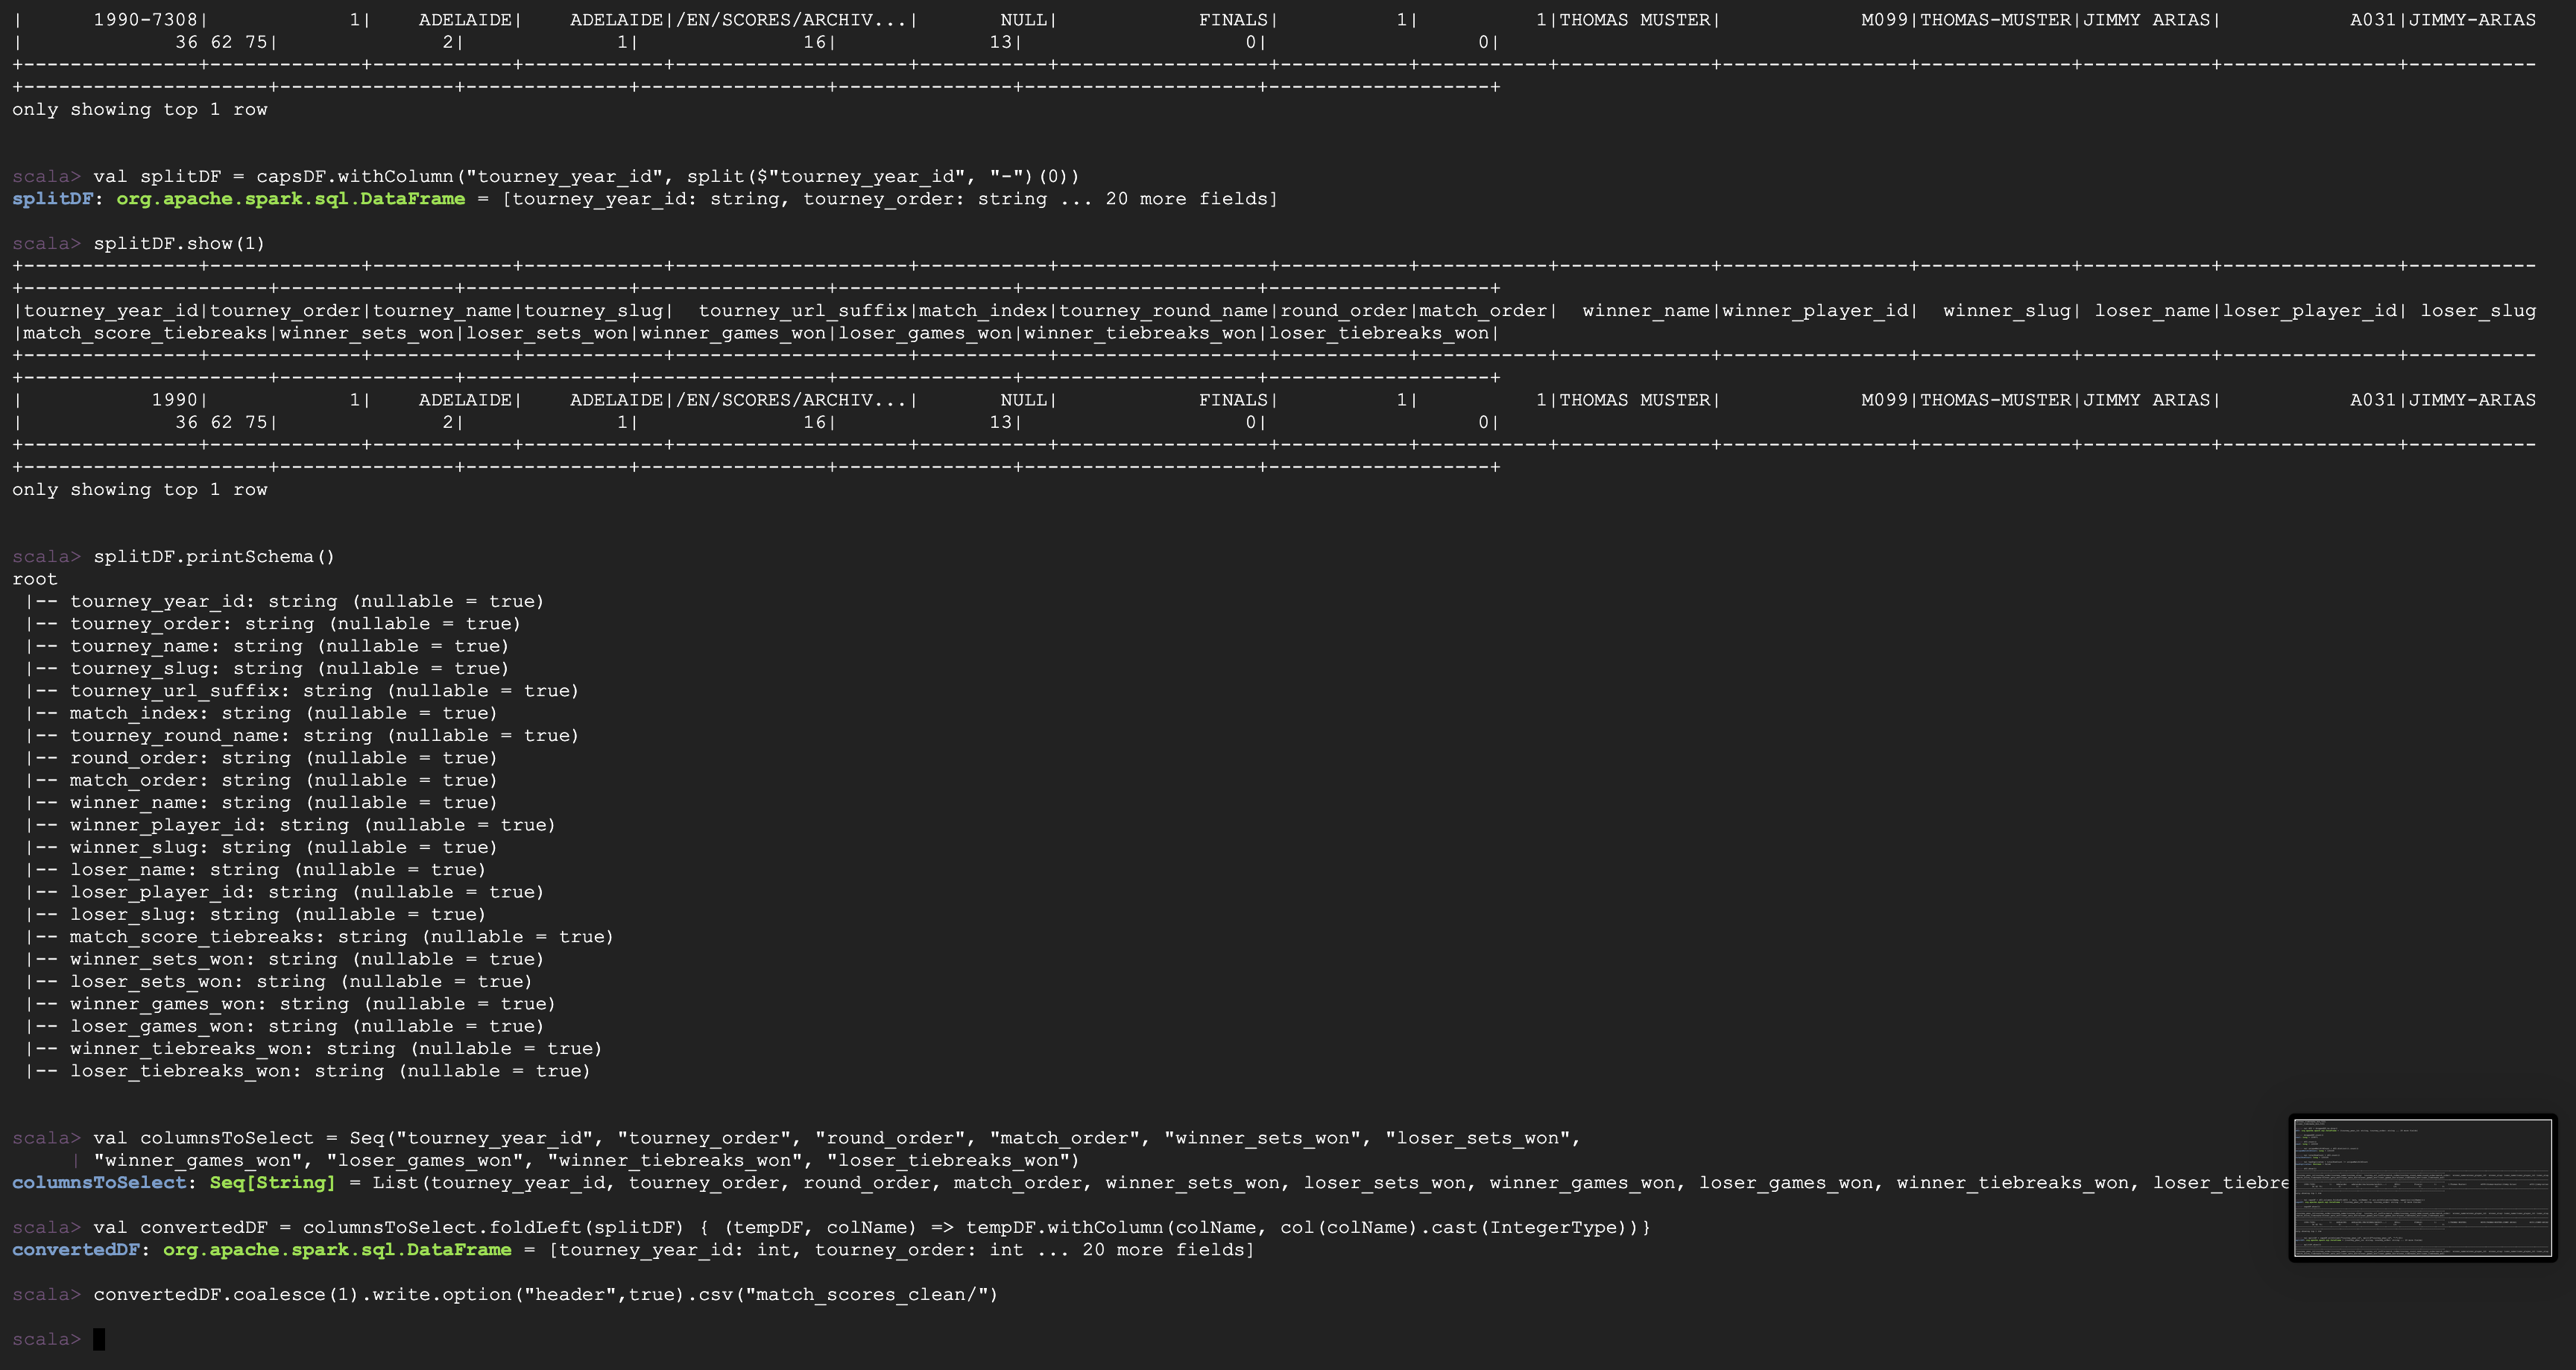 |      1990-7308|            1|    ADELAIDE|    ADELAIDE|/EN/SCORES/ARCHIV...|       NULL|            FINALS|          1|          1|THOMAS MUSTER|            M099|THOMAS-MUSTER|JIMMY ARIAS|           A031|JIMMY-ARIAS
|             36 62 75|              2|             1|              16|             13|                   0|                  0|
+---------------+-------------+------------+------------+--------------------+-----------+------------------+-----------+-----------+-------------+----------------+-------------+-----------+---------------+-----------
+---------------------+---------------+--------------+----------------+---------------+--------------------+-------------------+
only showing top 1 row
scala> val splitDF = capsDF.withColumn("tourney_year_id", split($"tourney_year_id", "-")(0))
splitDF: org.apache.spark.sql.DataFrame = [tourney_year_id: string, tourney_order: string ... 20 more fields]
scala> splitDF.show(1)
+---------------+-------------+------------+------------+--------------------+-----------+------------------+-----------+-----------+-------------+----------------+-------------+-----------+---------------+-----------
+---------------------+---------------+--------------+----------------+---------------+--------------------+-------------------+
|tourney_year_id|tourney_order|tourney_name|tourney_slug|  tourney_url_suffix|match_index|tourney_round_name|round_order|match_order|  winner_name|winner_player_id|  winner_slug| loser_name|loser_player_id| loser_slug
|match_score_tiebreaks|winner_sets_won|loser_sets_won|winner_games_won|loser_games_won|winner_tiebreaks_won|loser_tiebreaks_won|
+---------------+-------------+------------+------------+--------------------+-----------+------------------+-----------+-----------+-------------+----------------+-------------+-----------+---------------+-----------
+---------------------+---------------+--------------+----------------+---------------+--------------------+-------------------+
|           1990|            1|    ADELAIDE|    ADELAIDE|/EN/SCORES/ARCHIV...|       NULL|            FINALS|          1|          1|THOMAS MUSTER|            M099|THOMAS-MUSTER|JIMMY ARIAS|           A031|JIMMY-ARIAS
|             36 62 75|              2|             1|              16|             13|                   0|                  0|
+---------------+-------------+------------+------------+--------------------+-----------+------------------+-----------+-----------+-------------+----------------+-------------+-----------+---------------+-----------
+---------------------+---------------+--------------+----------------+---------------+--------------------+-------------------+
only showing top 1 row
scala> splitDF.printSchema()
root
 |-- tourney_year_id: string (nullable = true)
 |-- tourney_order: string (nullable = true)
 |-- tourney_name: string (nullable = true)
 |-- tourney_slug: string (nullable = true)
 |-- tourney_url_suffix: string (nullable = true)
 |-- match_index: string (nullable = true)
 |-- tourney_round_name: string (nullable = true)
 |-- round_order: string (nullable = true)
 |-- match_order: string (nullable = true)
 |-- winner_name: string (nullable = true)
 |-- winner_player_id: string (nullable = true)
 |-- winner_slug: string (nullable = true)
 |-- loser_name: string (nullable = true)
 |-- loser_player_id: string (nullable = true)
 |-- loser_slug: string (nullable = true)
 |-- match_score_tiebreaks: string (nullable = true)
 |-- winner_sets_won: string (nullable = true)
 |-- loser_sets_won: string (nullable = true)
 |-- winner_games_won: string (nullable = true)
 |-- loser_games_won: string (nullable = true)
 |-- winner_tiebreaks_won: string (nullable = true)
 |-- loser_tiebreaks_won: string (nullable = true)
scala> val columnsToSelect = Seq("tourney_year_id", "tourney_order", "round_order", "match_order", "winner_sets_won", "loser_sets_won",
     | "winner_games_won", "loser_games_won", "winner_tiebreaks_won", "loser_tiebreaks_won")
columnsToSelect: Seq[String] = List(tourney_year_id, tourney_order, round_order, match_order, winner_sets_won, loser_sets_won, winner_games_won, loser_games_won, winner_tiebreaks_won, loser_tiebre
scala> val convertedDF = columnsToSelect.foldLeft(splitDF) { (tempDF, colName) => tempDF.withColumn(colName, col(colName).cast(IntegerType))}
convertedDF: org.apache.spark.sql.DataFrame = [tourney_year_id: int, tourney_order: int ... 20 more fields]
scala> convertedDF.coalesce(1).write.option("header",true).csv("match_scores_clean/")
scala>